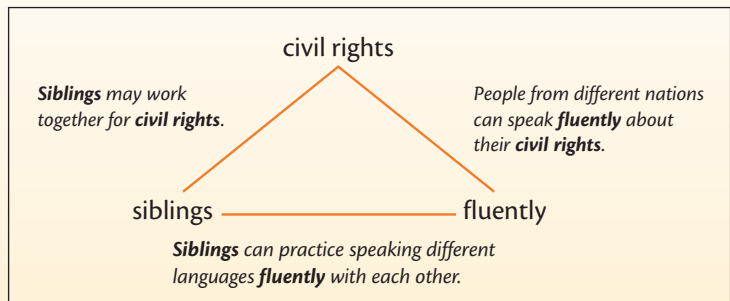 civil rights
Siblings may work
together for civil rights.
People from different nations
can speak fluently about
their civil rights.
siblings
fluently
Siblings can practice speaking different
languages fluently with each other.